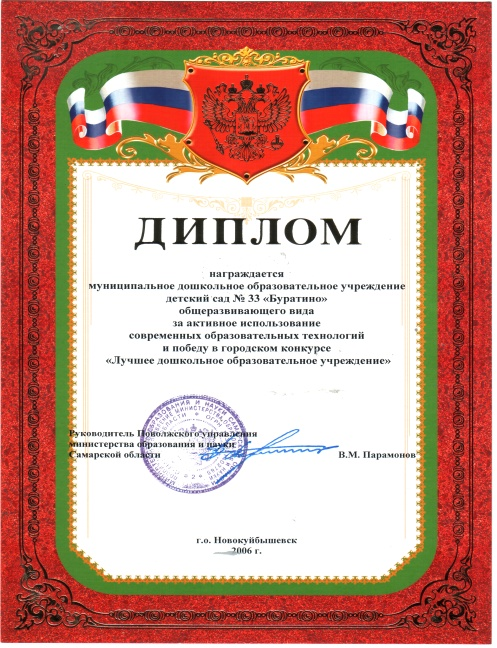 ДИПЛОМ
награждается
муниципальное дошкольное образовательное учреждение
детский сад № 33 «Буратино»
общеразвивающего вида
за активное использование
современных образовательных технологий
и победу в городском конкурсе
«Лучшее дошкольное образовательное учреждение»
Руководитель Поволжского управления
министерства образования и науки
Самарской области В.М. Парамонов
г.о. Новокуйбышевск
2006 г.